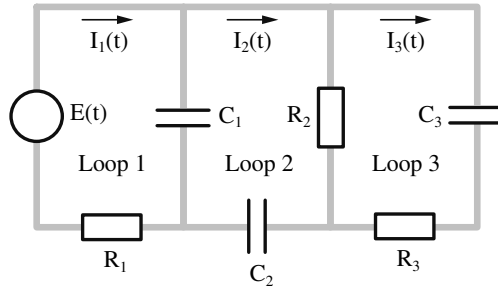 I₁(t) I₂(t) I₃(t)
E(t) C₁ R₂ C₃
Loop 1 Loop 2 Loop 3
R₁ C₂ R₃